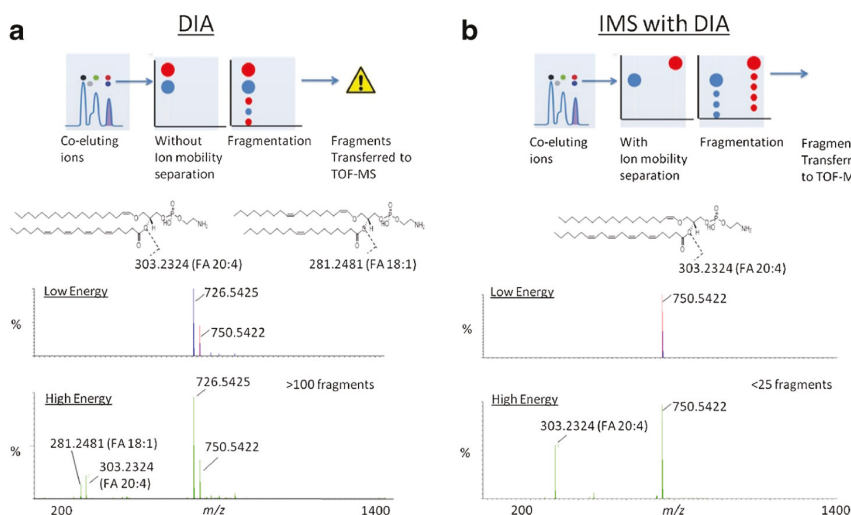 a
DIA
Co-eluting
ions
Without
Ion mobility
separation
Fragmentation
Fragments
Transferred to
TOF-MS
303.2324 (FA 20:4)
281.2481 (FA 18:1)
Low Energy
%
726.5425
750.5422
High Energy
%
726.5425
>100 fragments
750.5422
281.2481 (FA 18:1)
303.2324
(FA 20:4)
200
m/z
1400
b
IMS with DIA
Co-eluting
ions
With
Ion mobility
separation
Fragmentation
Fragmen
Transferr
to TOF-M
303.2324 (FA 20:4)
Low Energy
%
750.5422
High Energy
%
<25 fragments
750.5422
303.2324 (FA 20:4)
200
m/z
1400